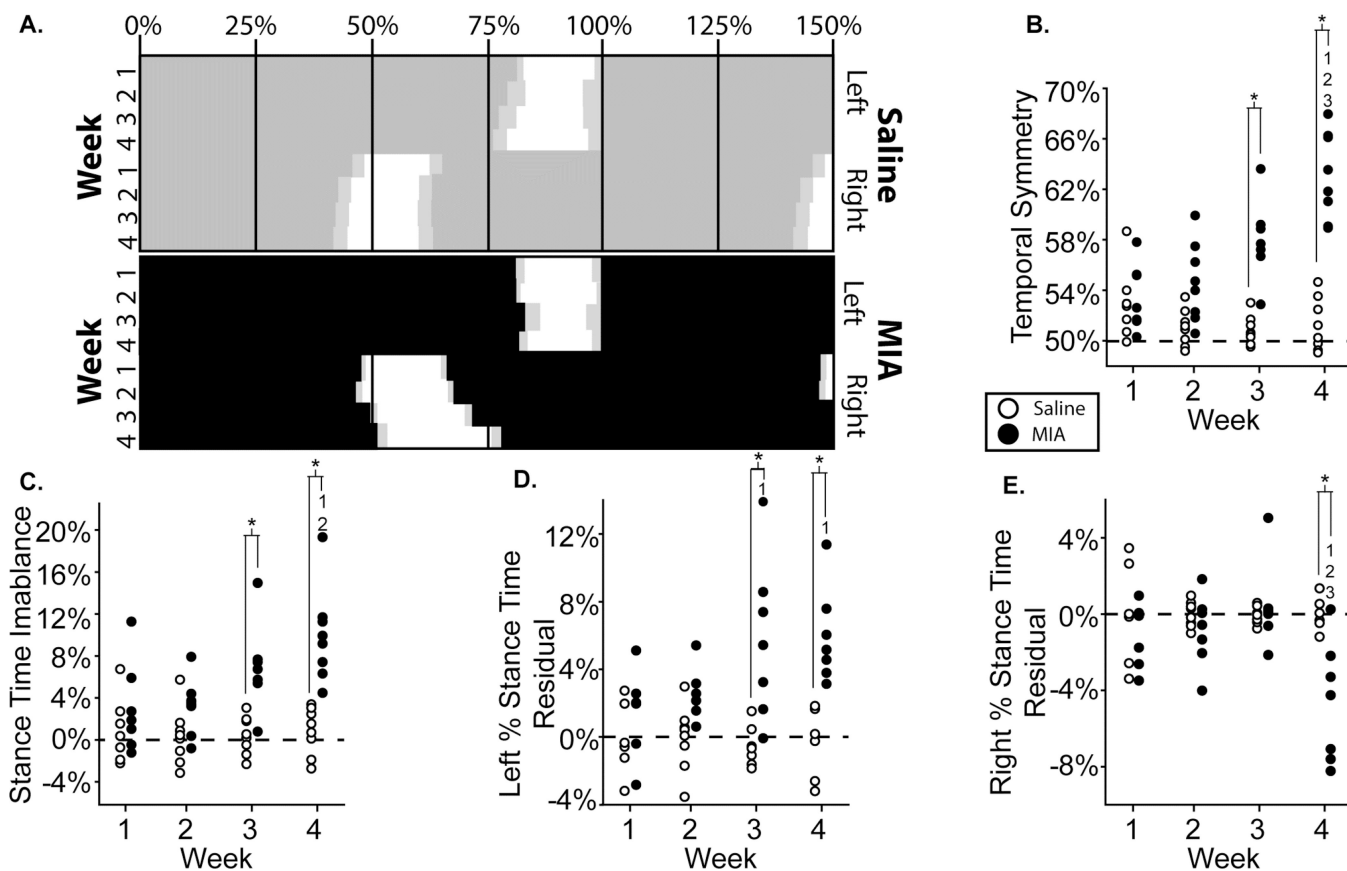 A.
0% 25% 50% 75% 100% 125% 150%
Week
1
2
3
4
1
2
3
4
Left
Right
Saline
Week
1
2
3
4
1
2
3
4
Left
Right
MIA
B.
*
1
2
3
*
70%
66%
62%
58%
54%
50%
Temporal Symmetry
1 2 3 4
Week
Saline
MIA
C.
*
1
2
*
20%
16%
12%
8%
4%
0%
-4%
Stance Time Imablance
1 2 3 4
Week
D.
*
1
*
1
12%
8%
4%
0%
-4%
Left % Stance Time
Residual
1 2 3 4
Week
E.
*
1
2
3
4%
0%
-4%
-8%
Right % Stance Time
Residual
1 2 3 4
Week